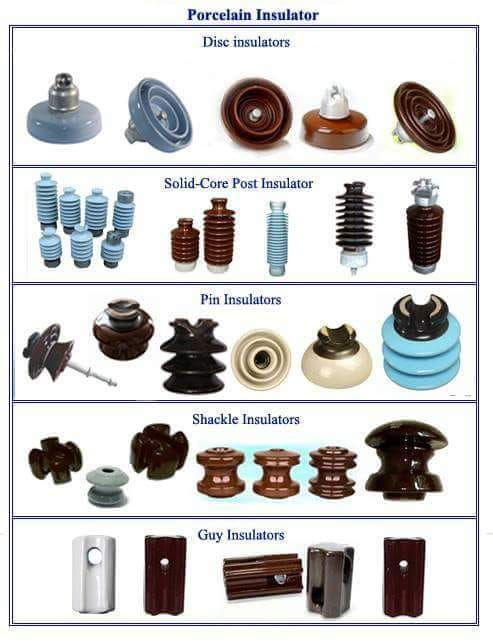 Porcelain Insulator
Disc insulators
Solid-Core Post Insulator
Pin Insulators
Shackle Insulators
Guy Insulators